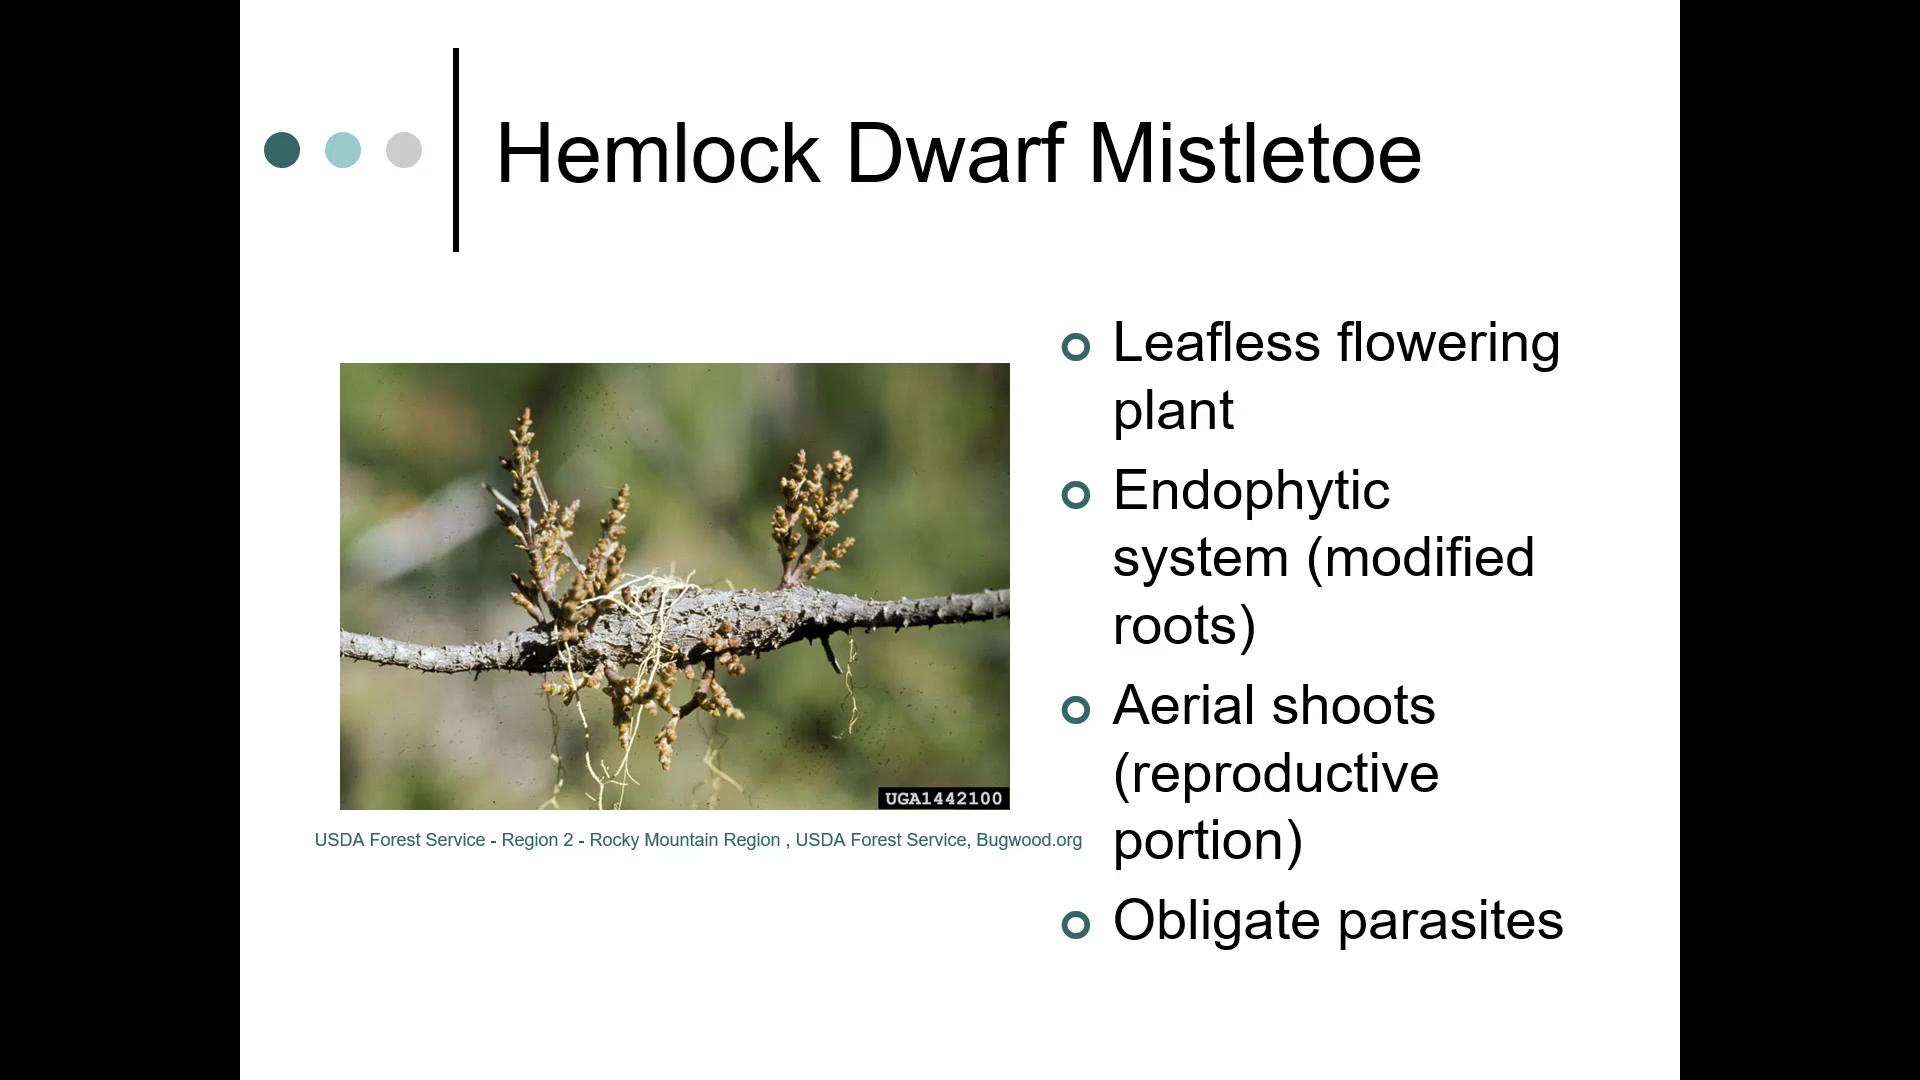 Hemlock Dwarf Mistletoe
Leafless flowering
plant
Endophytic
system (modified
roots)
Aerial shoots
(reproductive
portion)
Obligate parasites
UGA1442100
USDA Forest Service - Region 2 - Rocky Mountain Region , USDA Forest Service, Bugwood.org